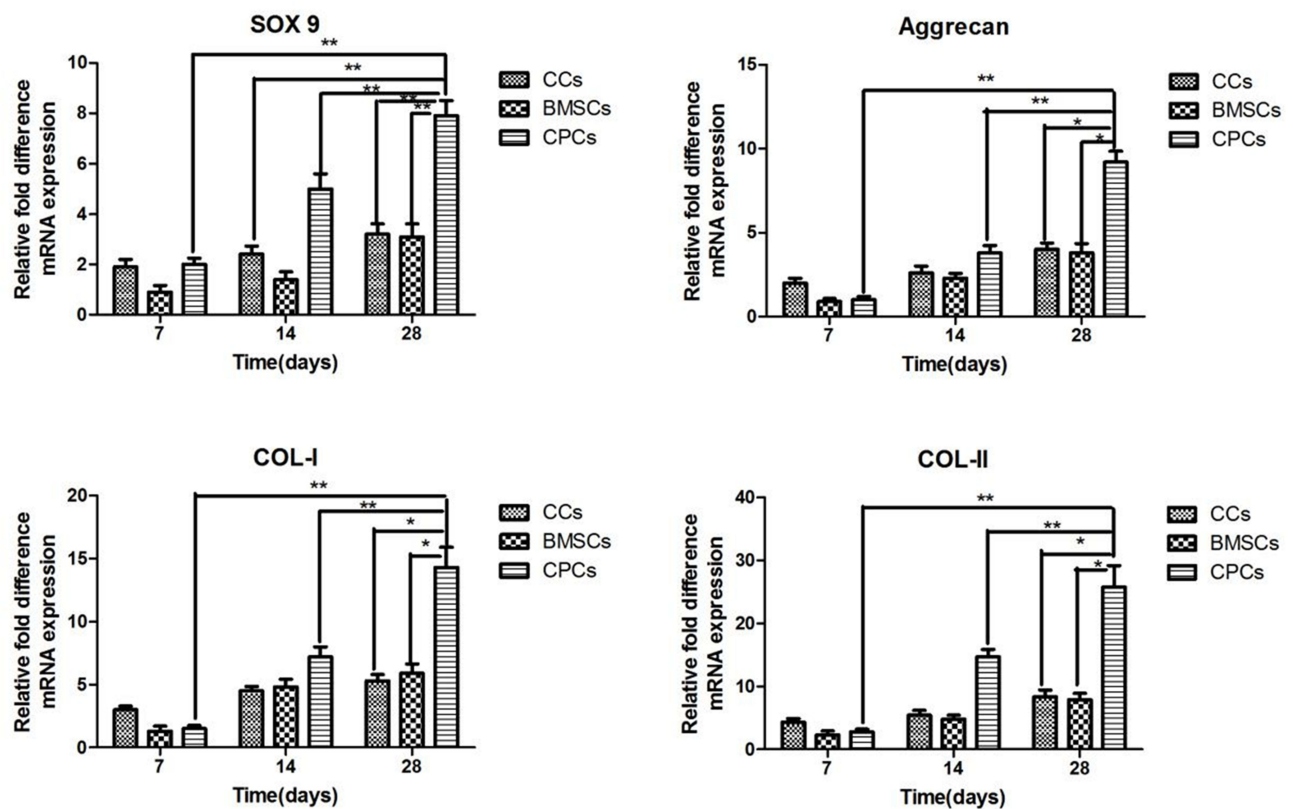 SOX 9
Relative fold difference
mRNA expression
10
8
6
4
2
0
**
**
**
**
**
7
14
28
Time(days)
CCs
BMSCs
CPCs
Aggrecan
Relative fold difference
mRNA expression
15
10
5
0
**
**
*
*
7
14
28
Time(days)
CCs
BMSCs
CPCs
COL-I
Relative fold difference
mRNA expression
20
15
10
5
0
**
**
*
*
7
14
28
Time(days)
CCs
BMSCs
CPCs
COL-II
Relative fold difference
mRNA expression
40
30
20
10
0
**
**
*
*
7
14
28
Time(days)
CCs
BMSCs
CPCs